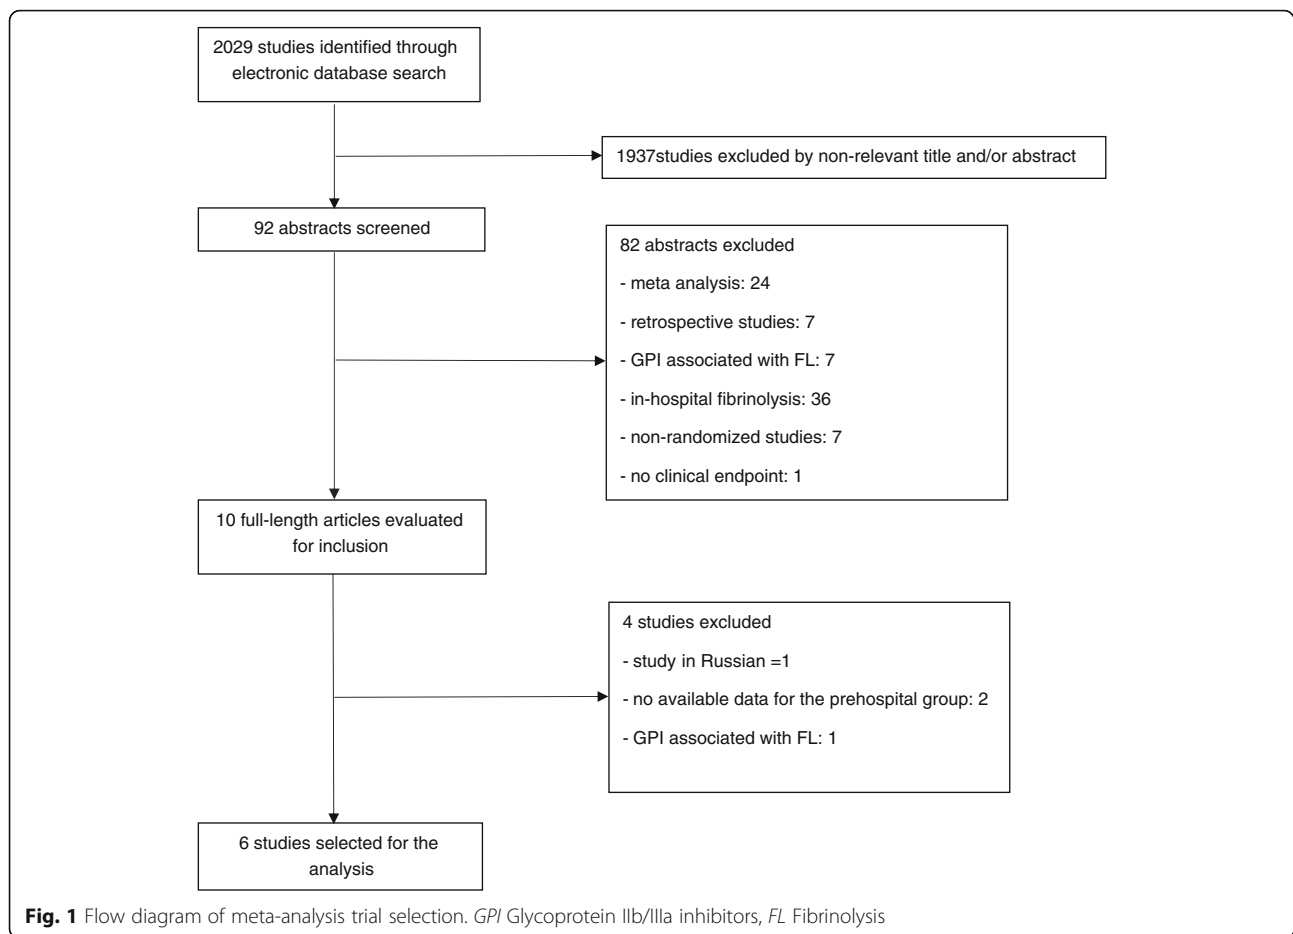 2029 studies identified through
electronic database search
1937studies excluded by non-relevant title and/or abstract
92 abstracts screened
82 abstracts excluded
- meta analysis: 24
- retrospective studies: 7
- GPI associated with FL: 7
- in-hospital fibrinolysis: 36
- non-randomized studies: 7
- no clinical endpoint: 1
10 full-length articles evaluated
for inclusion
4 studies excluded
- study in Russian =1
- no available data for the prehospital group: 2
- GPI associated with FL: 1
6 studies selected for the
analysis
Fig. 1 Flow diagram of meta-analysis trial selection. GPI Glycoprotein IIb/IIIa inhibitors, FL Fibrinolysis